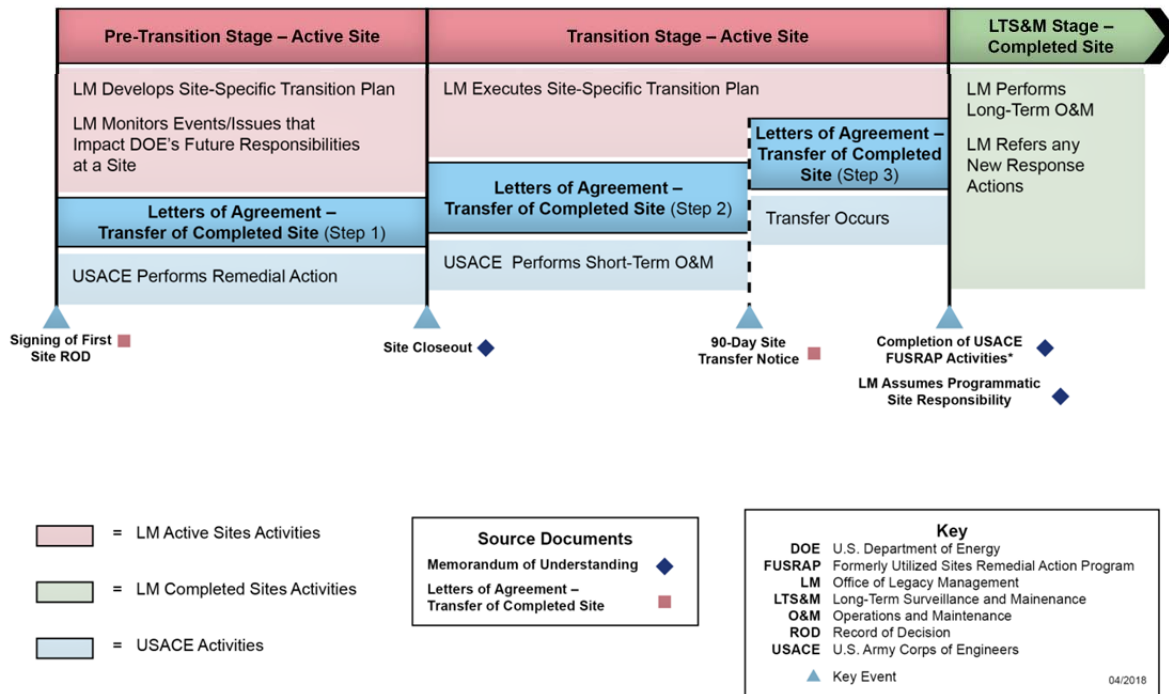 Pre-Transition Stage – Active Site
Transition Stage – Active Site
LTS&M Stage –
Completed Site
LM Develops Site-Specific Transition Plan
LM Monitors Events/Issues that
Impact DOE's Future Responsibilities
at a Site
LM Executes Site-Specific Transition Plan
LM Performs
Long-Term O&M
LM Refers any
New Response
Actions
Letters of Agreement –
Transfer of Completed Site (Step 1)
Letters of Agreement –
Transfer of Completed Site (Step 2)
Letters of Agreement –
Transfer of Completed
Site (Step 3)
USACE Performs Remedial Action
USACE Performs Short-Term O&M
Transfer Occurs
Signing of First
Site ROD
Site Closeout
90-Day Site
Transfer Notice
Completion of USACE
FUSRAP Activities*
LM Assumes Programmatic
Site Responsibility
= LM Active Sites Activities
= LM Completed Sites Activities
= USACE Activities
Source Documents
Memorandum of Understanding
Letters of Agreement –
Transfer of Completed Site
Key
DOE U.S. Department of Energy
FUSRAP Formerly Utilized Sites Remedial Action Program
LM Office of Legacy Management
LTS&M Long-Term Surveillance and Mainenance
O&M Operations and Maintenance
ROD Record of Decision
USACE U.S. Army Corps of Engineers
Key Event
04/2018